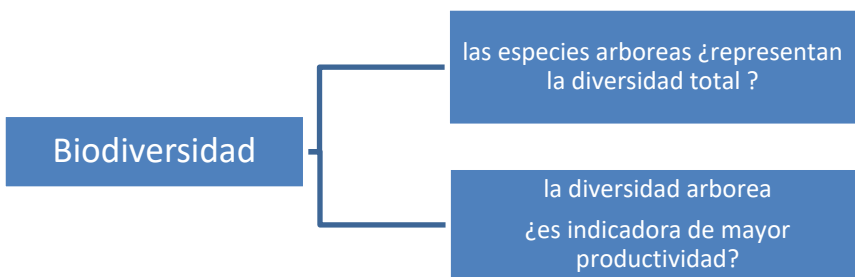 Biodiversidad
las especies arboreas ¿representan
la diversidad total ?
la diversidad arborea
¿es indicadora de mayor
productividad?